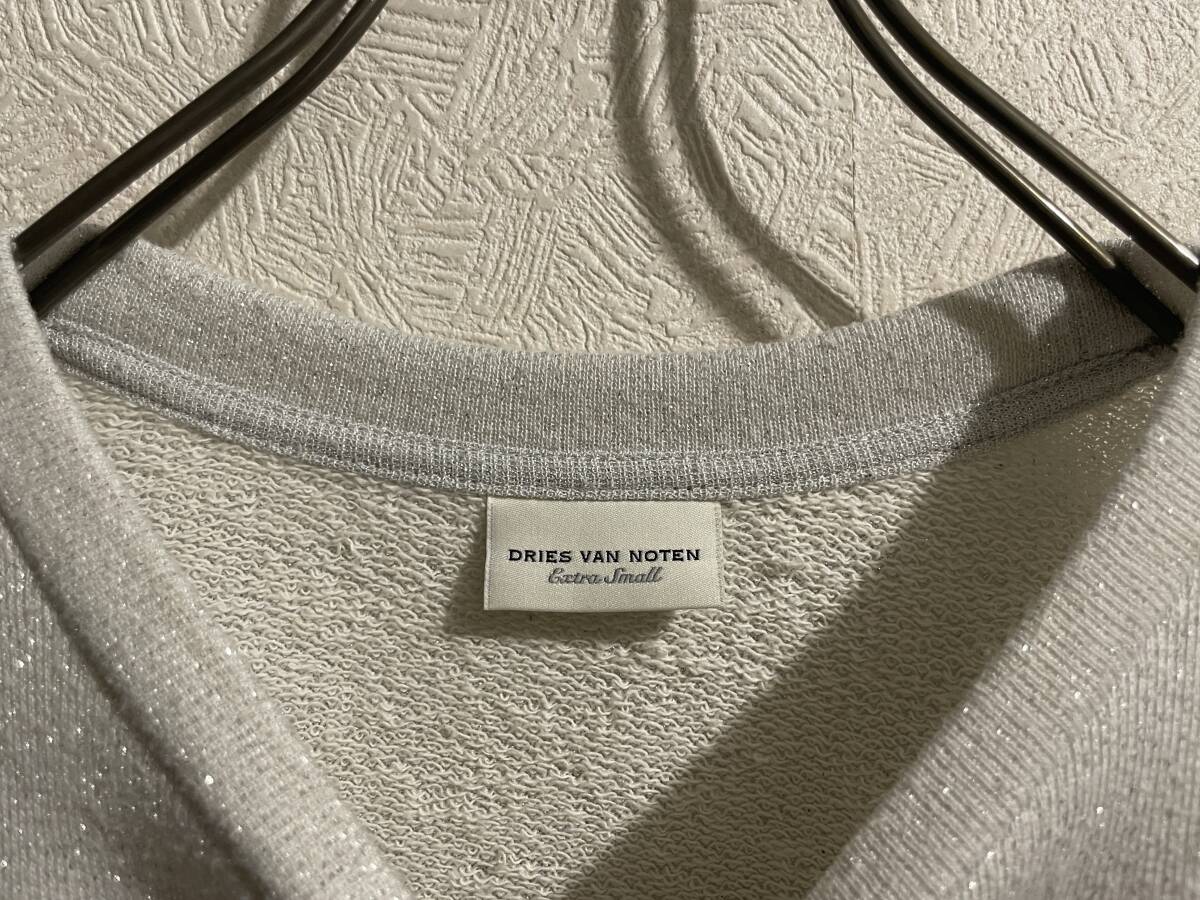 DRIES VAN NOTEN
Extra Small